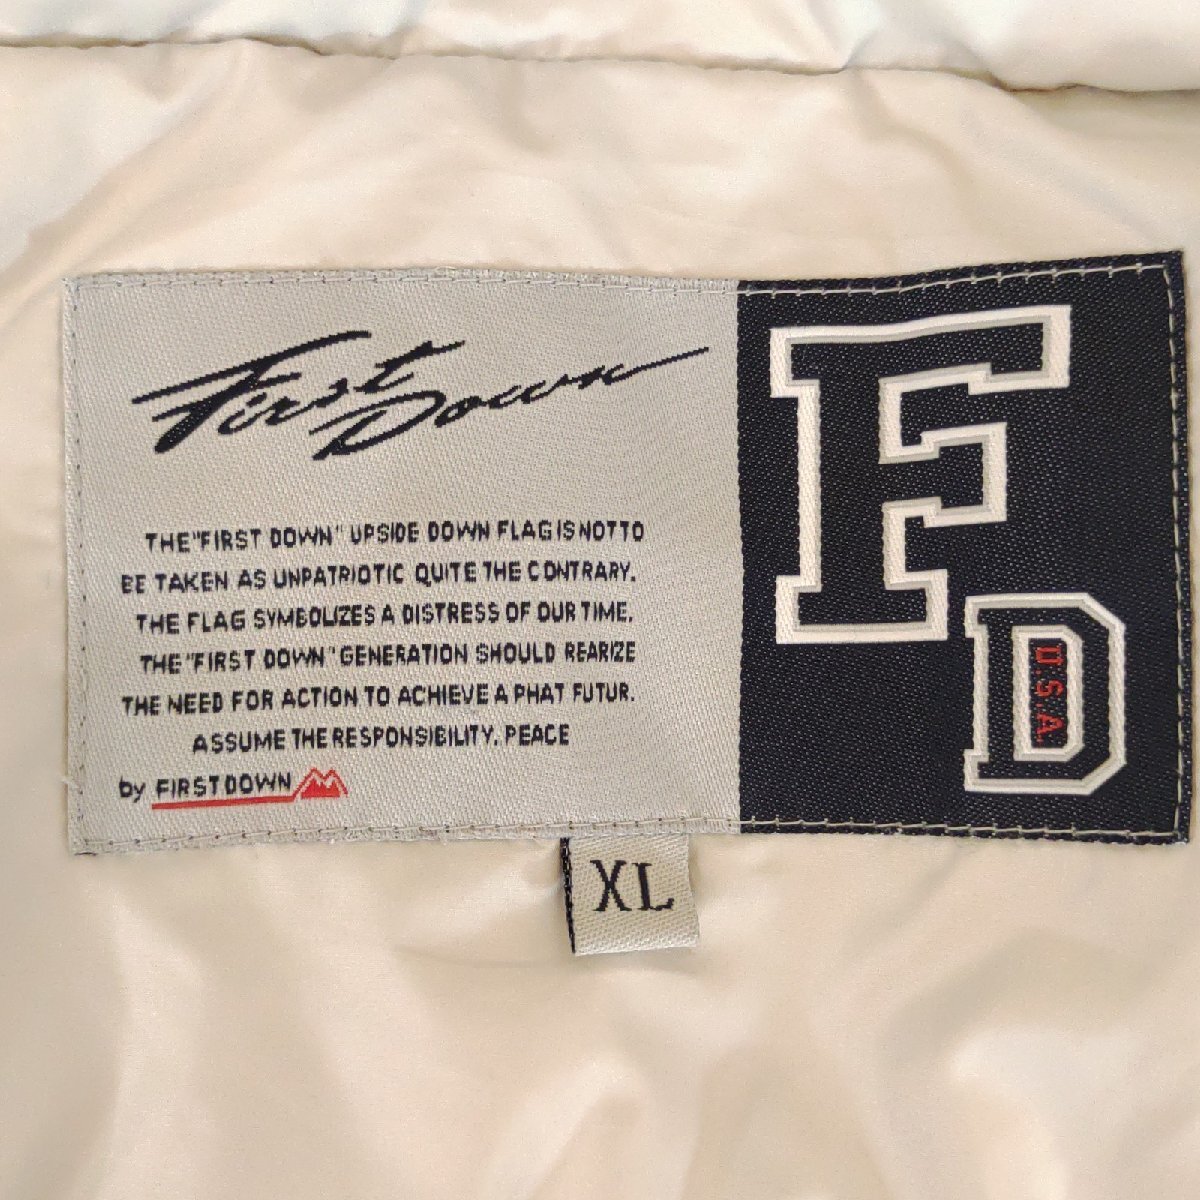 First Down
THE "FIRST DOWN" UPSIDE DOWN FLAG IS NOT TO
BE TAKEN AS UNPATRIOTIC QUITE THE CONTRARY.
THE FLAG SYMBOLIZES A DISTRESS OF OUR TIME.
THE "FIRST DOWN" GENERATION SHOULD REARIZE
THE NEED FOR ACTION TO ACHIEVE A PHAT FUTUR.
ASSUME THE RESPONSIBILITY. PEACE
by FIRST DOWN
FD
U.S.A.
XL